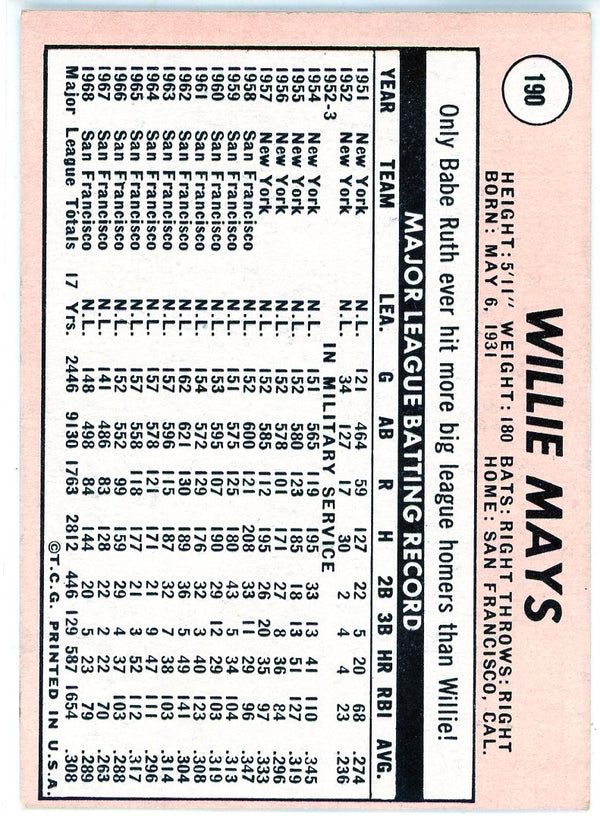 190
WILLIE MAYS
HEIGHT: 5'11" WEIGHT: 180 BATS: RIGHT THROWS: RIGHT
BORN: MAY 6, 1931 HOME: SAN FRANCISCO, CAL.
Only Babe Ruth ever hit more big league homers than Willie!
MAJOR LEAGUE BATTING RECORD
YEAR TEAM LEA. G AB R H 2B 3B HR RBI AVG.
1951 New York N.L. 121 464 59 127 22 5 20 68 .274
1952 New York N.L. 34 127 17 30 2 4 4 23 .236
1952-3 IN MILITARY SERVICE
1954 New York N.L. 151 565 119 195 33 13 41 110 .345
1955 New York N.L. 152 580 123 185 18 13 51 127 .319
1956 New York N.L. 152 578 101 171 27 8 36 84 .296
1957 New York N.L. 152 585 112 195 26 20 35 97 .333
1958 San Francisco N.L. 152 600 121 208 33 11 29 96 .347
1959 San Francisco N.L. 151 575 125 180 43 5 34 104 .313
1960 San Francisco N.L. 153 595 107 190 29 12 29 103 .319
1961 San Francisco N.L. 154 572 129 176 32 3 40 123 .308
1962 San Francisco N.L. 162 621 130 189 36 5 49 141 .304
1963 San Francisco N.L. 157 596 115 187 32 7 38 103 .314
1964 San Francisco N.L. 157 578 121 171 21 9 47 111 .296
1965 San Francisco N.L. 157 558 118 177 21 3 52 112 .317
1966 San Francisco N.L. 152 552 99 159 29 4 37 103 .288
1967 San Francisco N.L. 141 486 83 128 22 2 22 70 .263
1968 San Francisco N.L. 148 498 84 144 20 5 23 79 .289
Major League Totals 17 Yrs. 2446 9130 1763 2812 446 129 587 1654 .308
©T.C.G. PRINTED IN U.S.A.